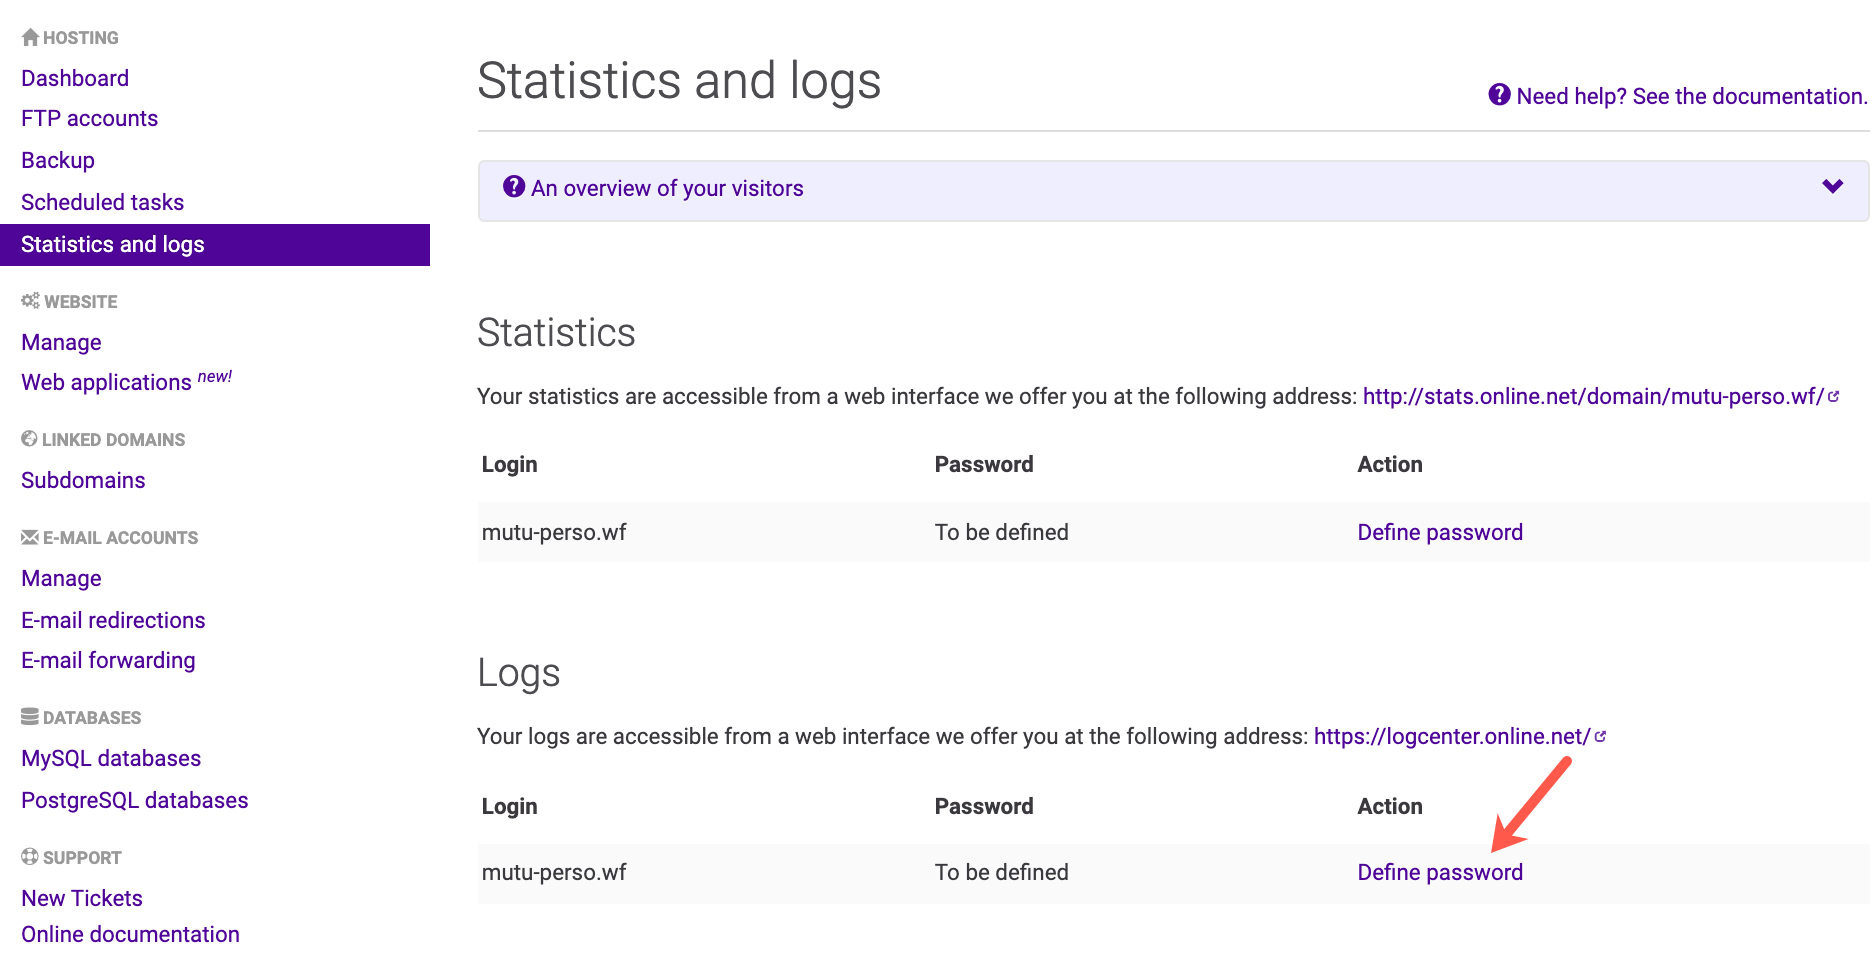 HOSTING
Dashboard
FTP accounts
Backup
Scheduled tasks
Statistics and logs
WEBSITE
Manage
Web applications new!
LINKED DOMAINS
Subdomains
E-MAIL ACCOUNTS
Manage
E-mail redirections
E-mail forwarding
DATABASES
MySQL databases
PostgreSQL databases
SUPPORT
New Tickets
Online documentation
Statistics and logs
Need help? See the documentation.
An overview of your visitors
Statistics
Your statistics are accessible from a web interface we offer you at the following address: http://stats.online.net/domain/mutu-perso.wf/
Login Password Action
mutu-perso.wf To be defined Define password
Logs
Your logs are accessible from a web interface we offer you at the following address: https://logcenter.online.net/
Login Password Action
mutu-perso.wf To be defined Define password